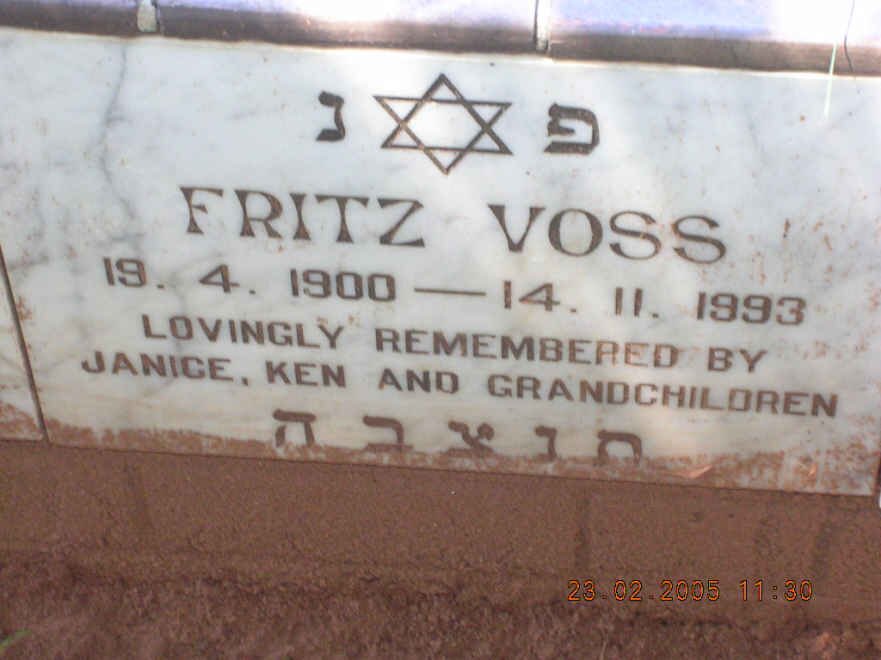 פ נ
FRITZ VOSS
19. 4. 1900 — 14. 11. 1993
LOVINGLY REMEMBERED BY
JANICE, KEN AND GRANDCHILDREN
ת נ צ ב ה
23.02.2005 11:30